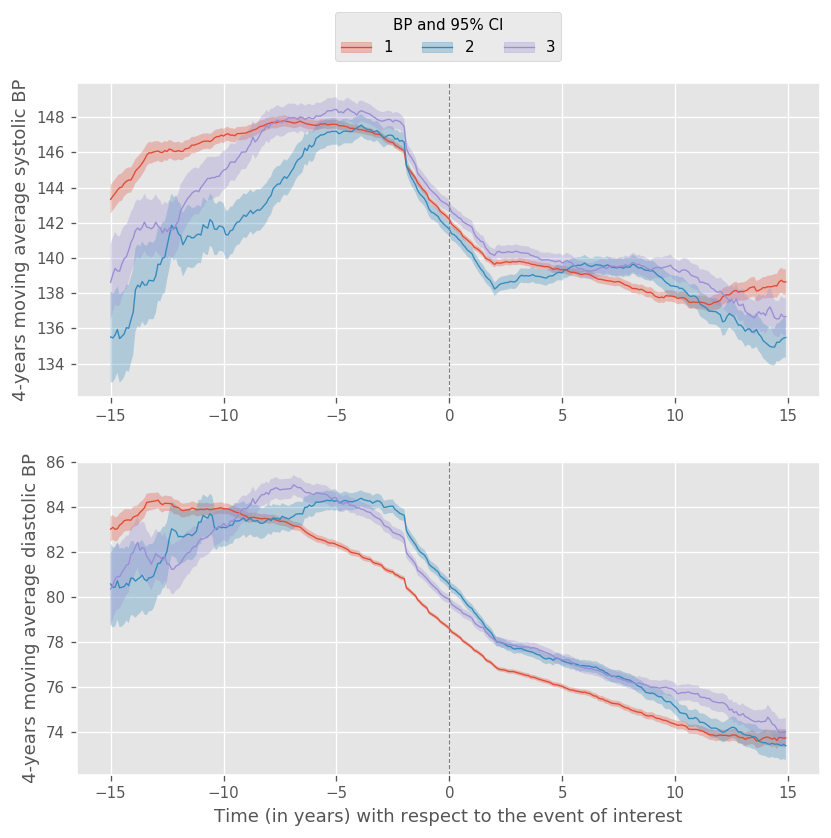 BP and 95% CI
1 2 3
4-years moving average systolic BP
148
146
144
142
140
138
136
134
−15 −10 −5 0 5 10 15
4-years moving average diastolic BP
86
84
82
80
78
76
74
−15 −10 −5 0 5 10 15
Time (in years) with respect to the event of interest